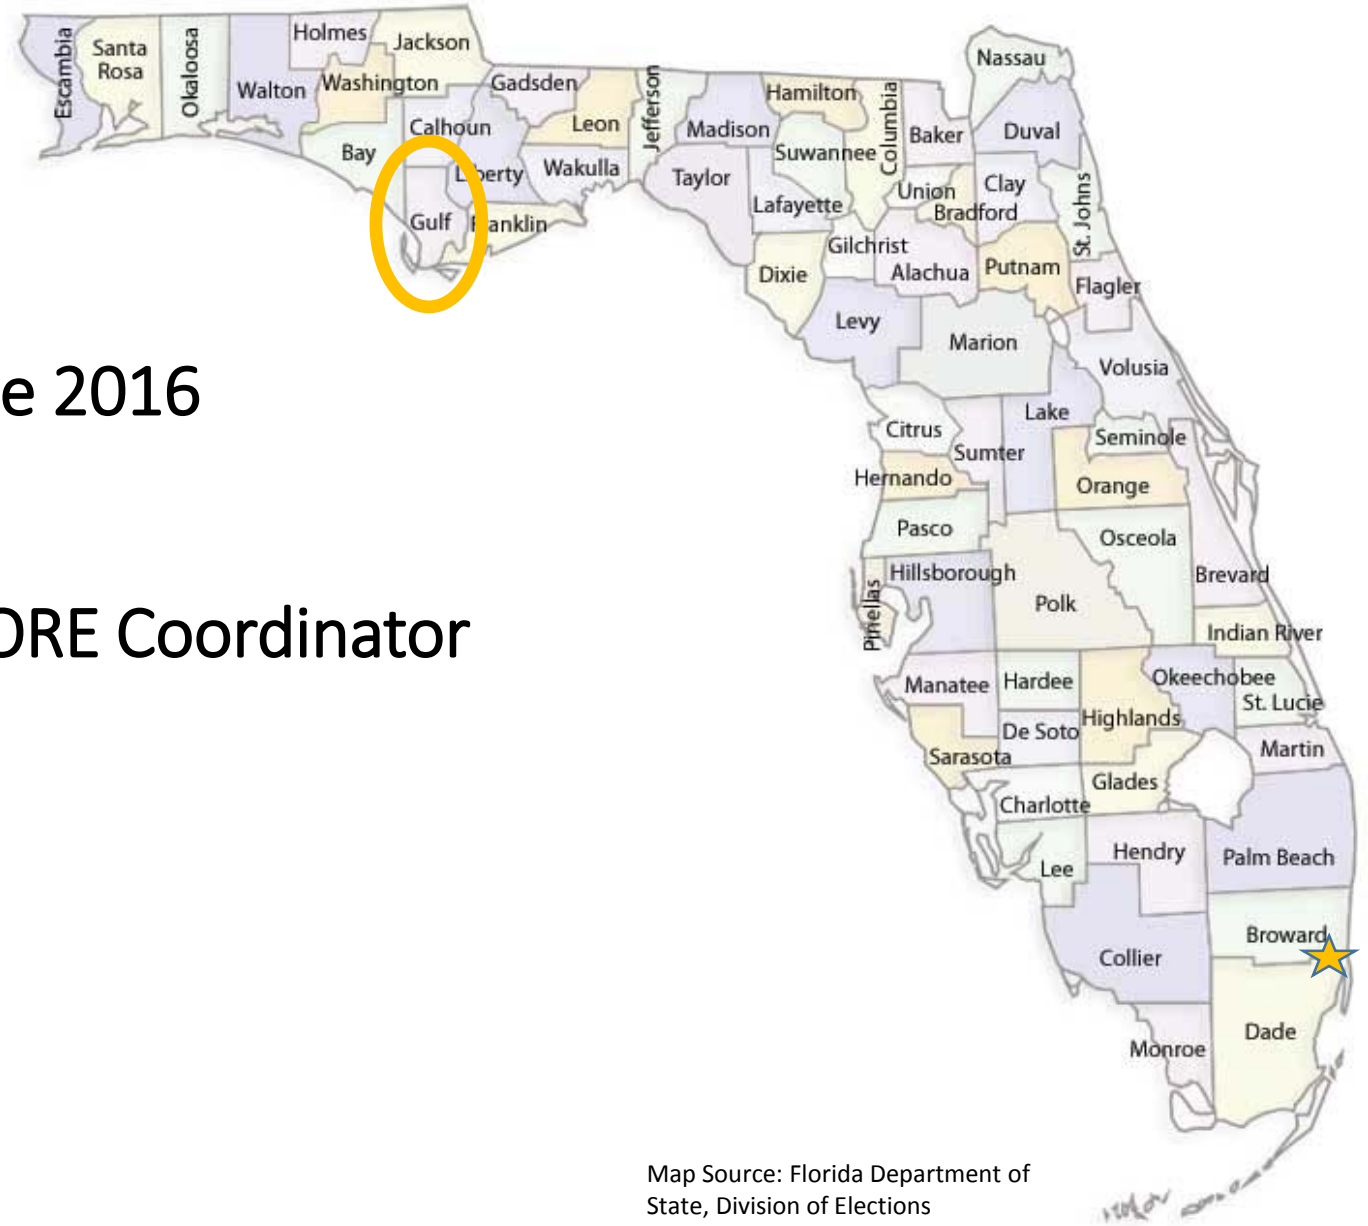 Escambia
Santa
Rosa
Okaloosa
Walton
Holmes
Washington
Jackson
Bay
Calhoun
Gulf
Liberty
Gadsden
Franklin
Leon
Wakulla
Jefferson
Madison
Taylor
Hamilton
Suwannee
Lafayette
Dixie
Columbia
Gilchrist
Baker
Union
Bradford
Alachua
Nassau
Duval
Clay
St. Johns
Putnam
Flagler
Levy
Marion
Volusia
e 2016
Citrus
Sumter
Lake
Seminole
Hernando
Orange
Pasco
Osceola
Hillsborough
Pinellas
Polk
Brevard
Indian River
ORE Coordinator
Manatee
Hardee
Okeechobee
St. Lucie
De Soto
Highlands
Sarasota
Martin
Charlotte
Glades
Lee
Hendry
Palm Beach
Collier
Broward
Monroe
Dade
Map Source: Florida Department of
State, Division of Elections